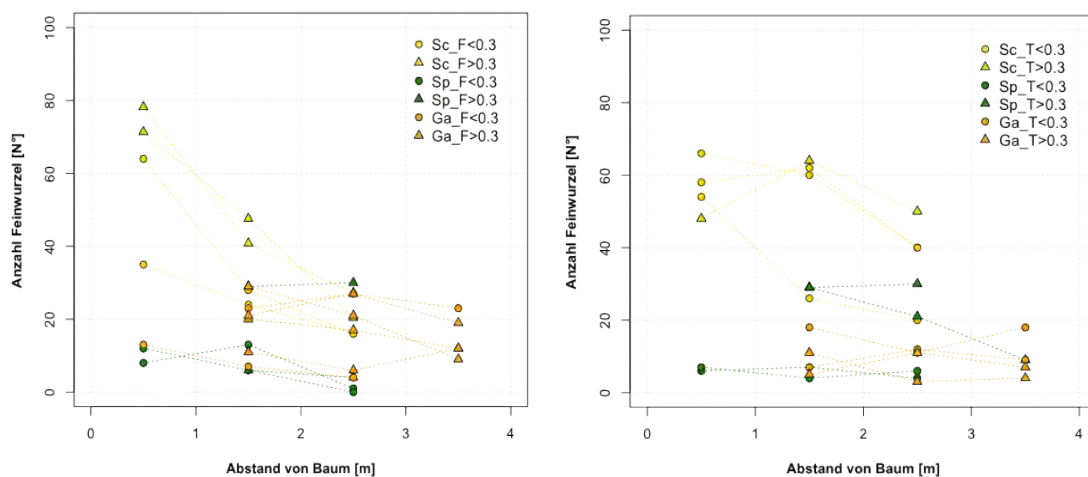 100
80
60
40
20
0
Anzahl Feinwurzel [N°]
Sc_F<0.3
Sc_F>0.3
Sp_F<0.3
Sp_F>0.3
Ga_F<0.3
Ga_F>0.3
0 1 2 3 4
Abstand von Baum [m]
100
80
60
40
20
0
Anzahl Feinwurzel [N°]
Sc_T<0.3
Sc_T>0.3
Sp_T<0.3
Sp_T>0.3
Ga_T<0.3
Ga_T>0.3
0 1 2 3 4
Abstand von Baum [m]